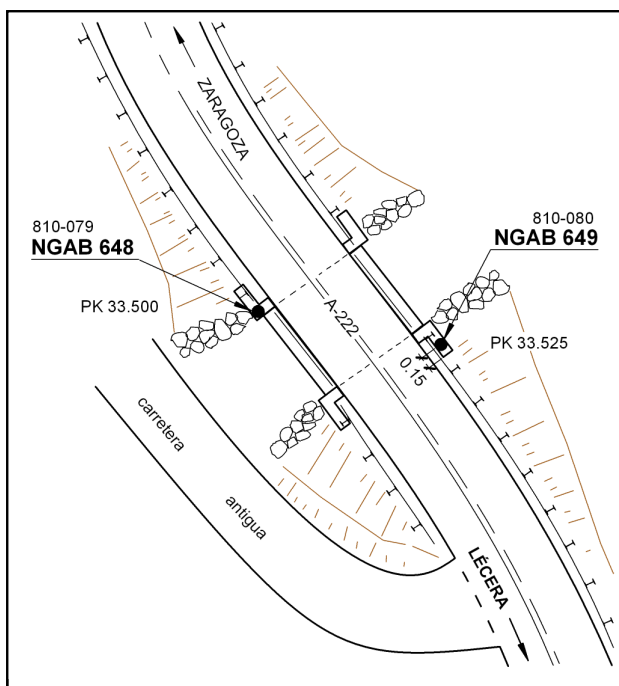 ZARAGOZA
810-079
NGAB 648
810-080
NGAB 649
PK 33.500
A-222
PK 33.525
0.15
carretera
antigua
LÉCERA